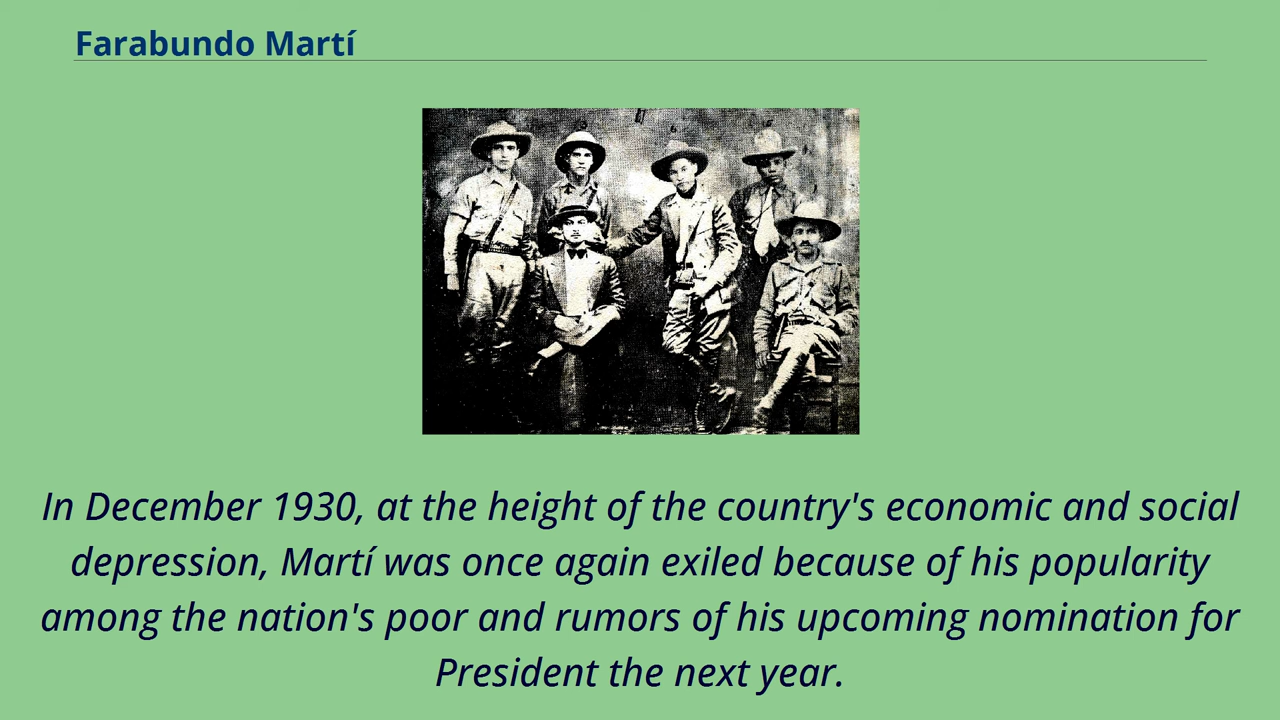 Farabundo Martí
In December 1930, at the height of the country's economic and social
depression, Martí was once again exiled because of his popularity
among the nation's poor and rumors of his upcoming nomination for
President the next year.